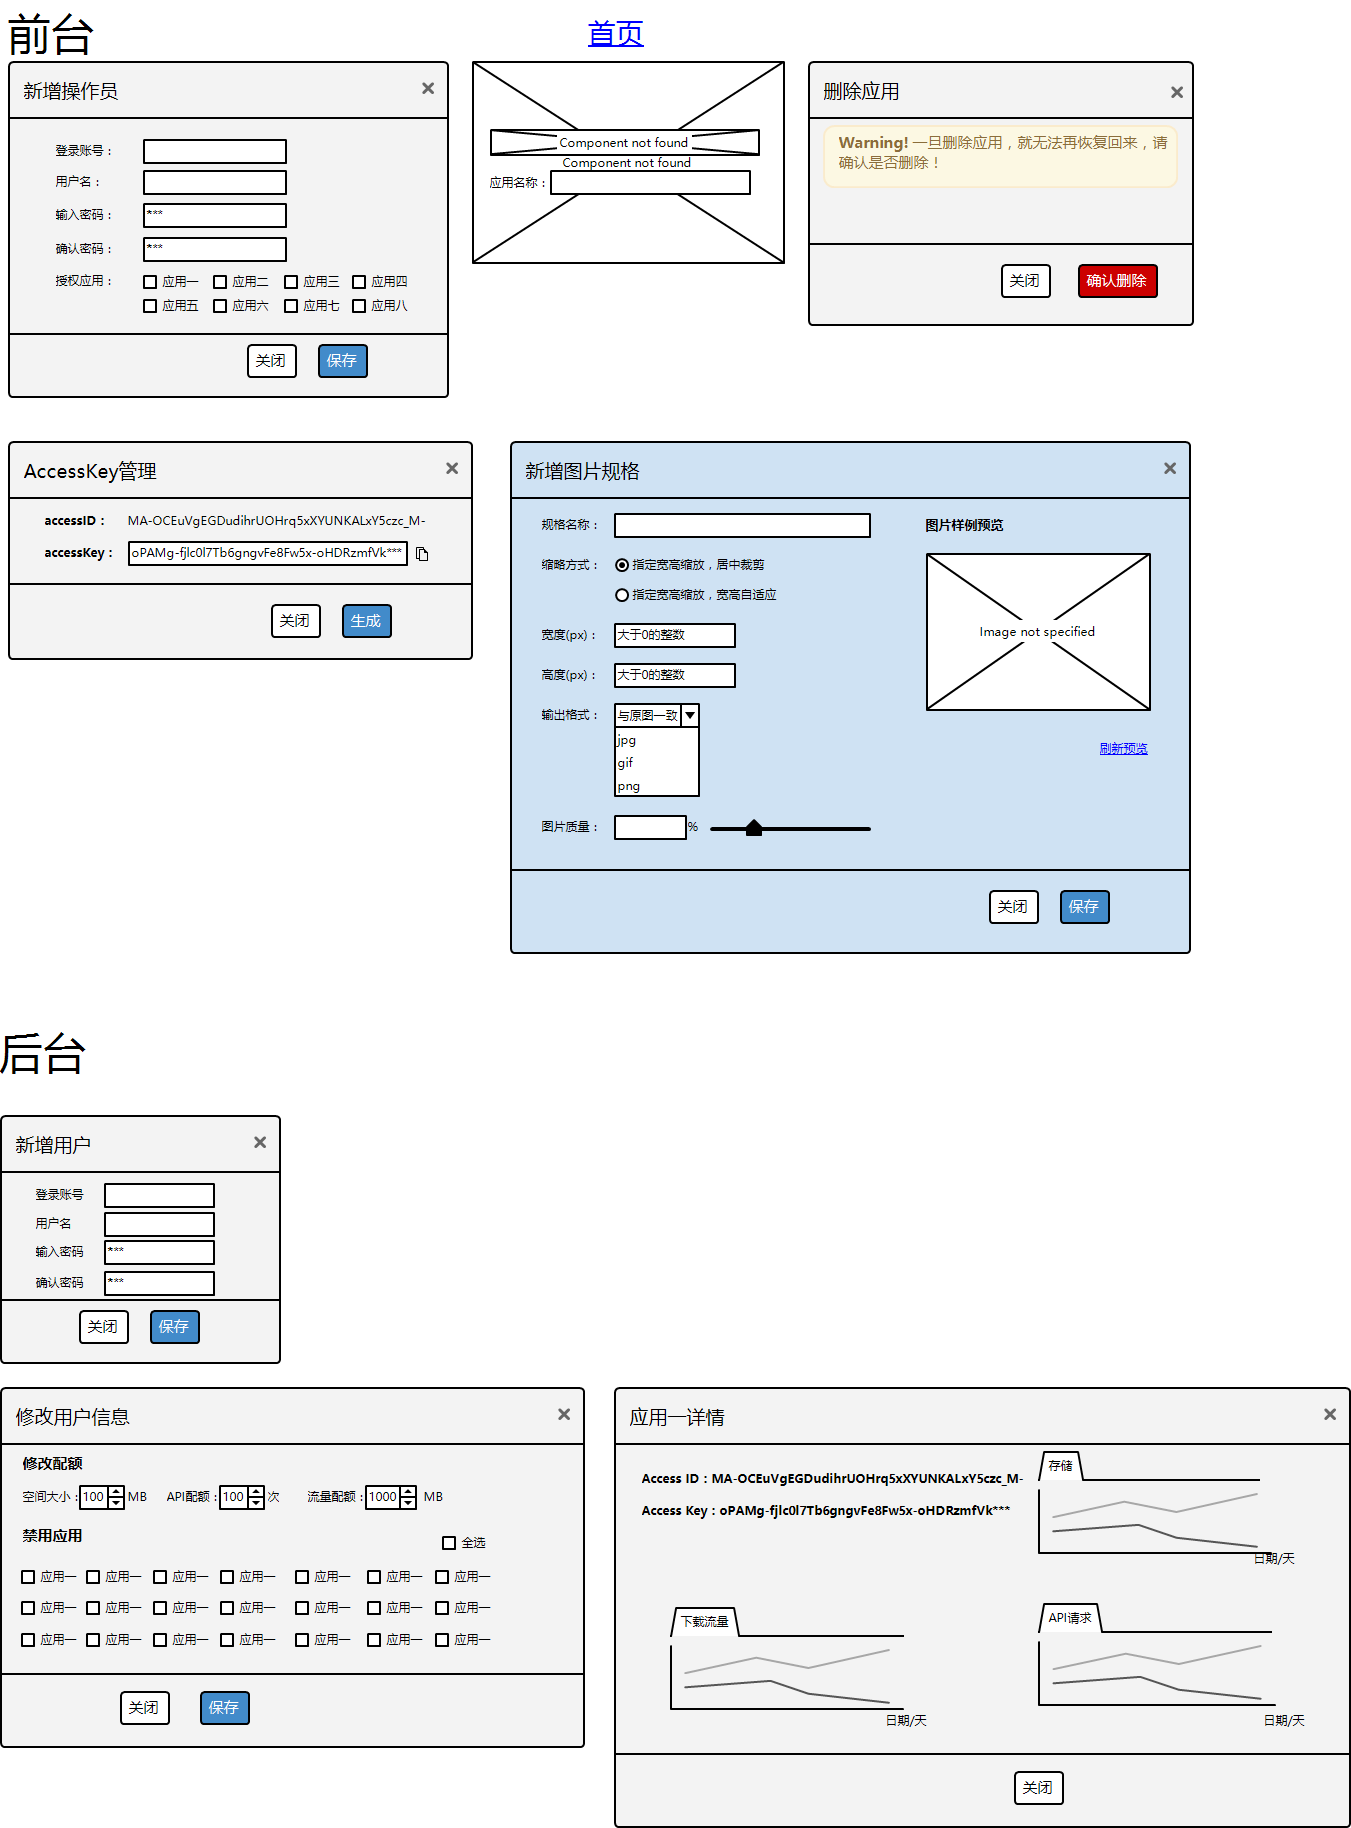 前台
首页
新增操作员
登录账号：
用户名：
输入密码：
***
确认密码：
***
授权应用：
应用一 应用二 应用三 应用四
应用五 应用六 应用七 应用八
关闭 保存
Component not found
Component not found
应用名称：
删除应用
Warning! 一旦删除应用，就无法再恢复回来，请
确认是否删除！
关闭 确认删除
AccessKey管理
accessID： MA-OCEuVgEGDudihrUOHrq5xXYUNKALxY5czc_M-
accessKey： oPAMg-fjlc0l7Tb6gngvFe8Fw5x-oHDRzmfVk***
关闭 生成
新增图片规格
规格名称：
缩略方式： 指定宽高缩放，居中裁剪
指定宽高缩放，宽高自适应
宽度(px)： 大于0的整数
高度(px)： 大于0的整数
输出格式： 与原图一致
jpg
gif
png
图片质量： %
图片样例预览
Image not specified
刷新预览
关闭 保存
后台
新增用户
登录账号
用户名
输入密码 ***
确认密码 ***
关闭 保存
修改用户信息
修改配额
空间大小：100 MB API配额：100 次 流量配额：1000 MB
禁用应用
全选
应用一 应用一 应用一 应用一 应用一 应用一 应用一
应用一 应用一 应用一 应用一 应用一 应用一 应用一
应用一 应用一 应用一 应用一 应用一 应用一 应用一
关闭 保存
应用一详情
Access ID：MA-OCEuVgEGDudihrUOHrq5xXYUNKALxY5czc_M-
Access Key：oPAMg-fjlc0l7Tb6gngvFe8Fw5x-oHDRzmfVk***
存储
日期/天
下载流量
日期/天
API请求
日期/天
关闭